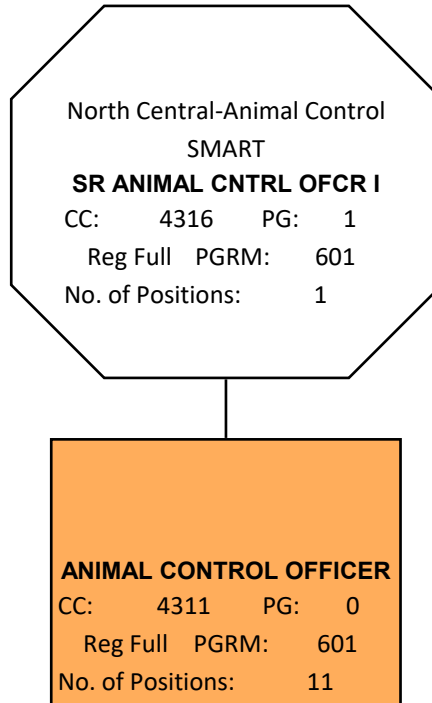 North Central-Animal Control
SMART
SR ANIMAL CNTRL OFCR I
CC: 4316 PG: 1
Reg Full PGRM: 601
No. of Positions: 1
ANIMAL CONTROL OFFICER
CC: 4311 PG: 0
Reg Full PGRM: 601
No. of Positions: 11